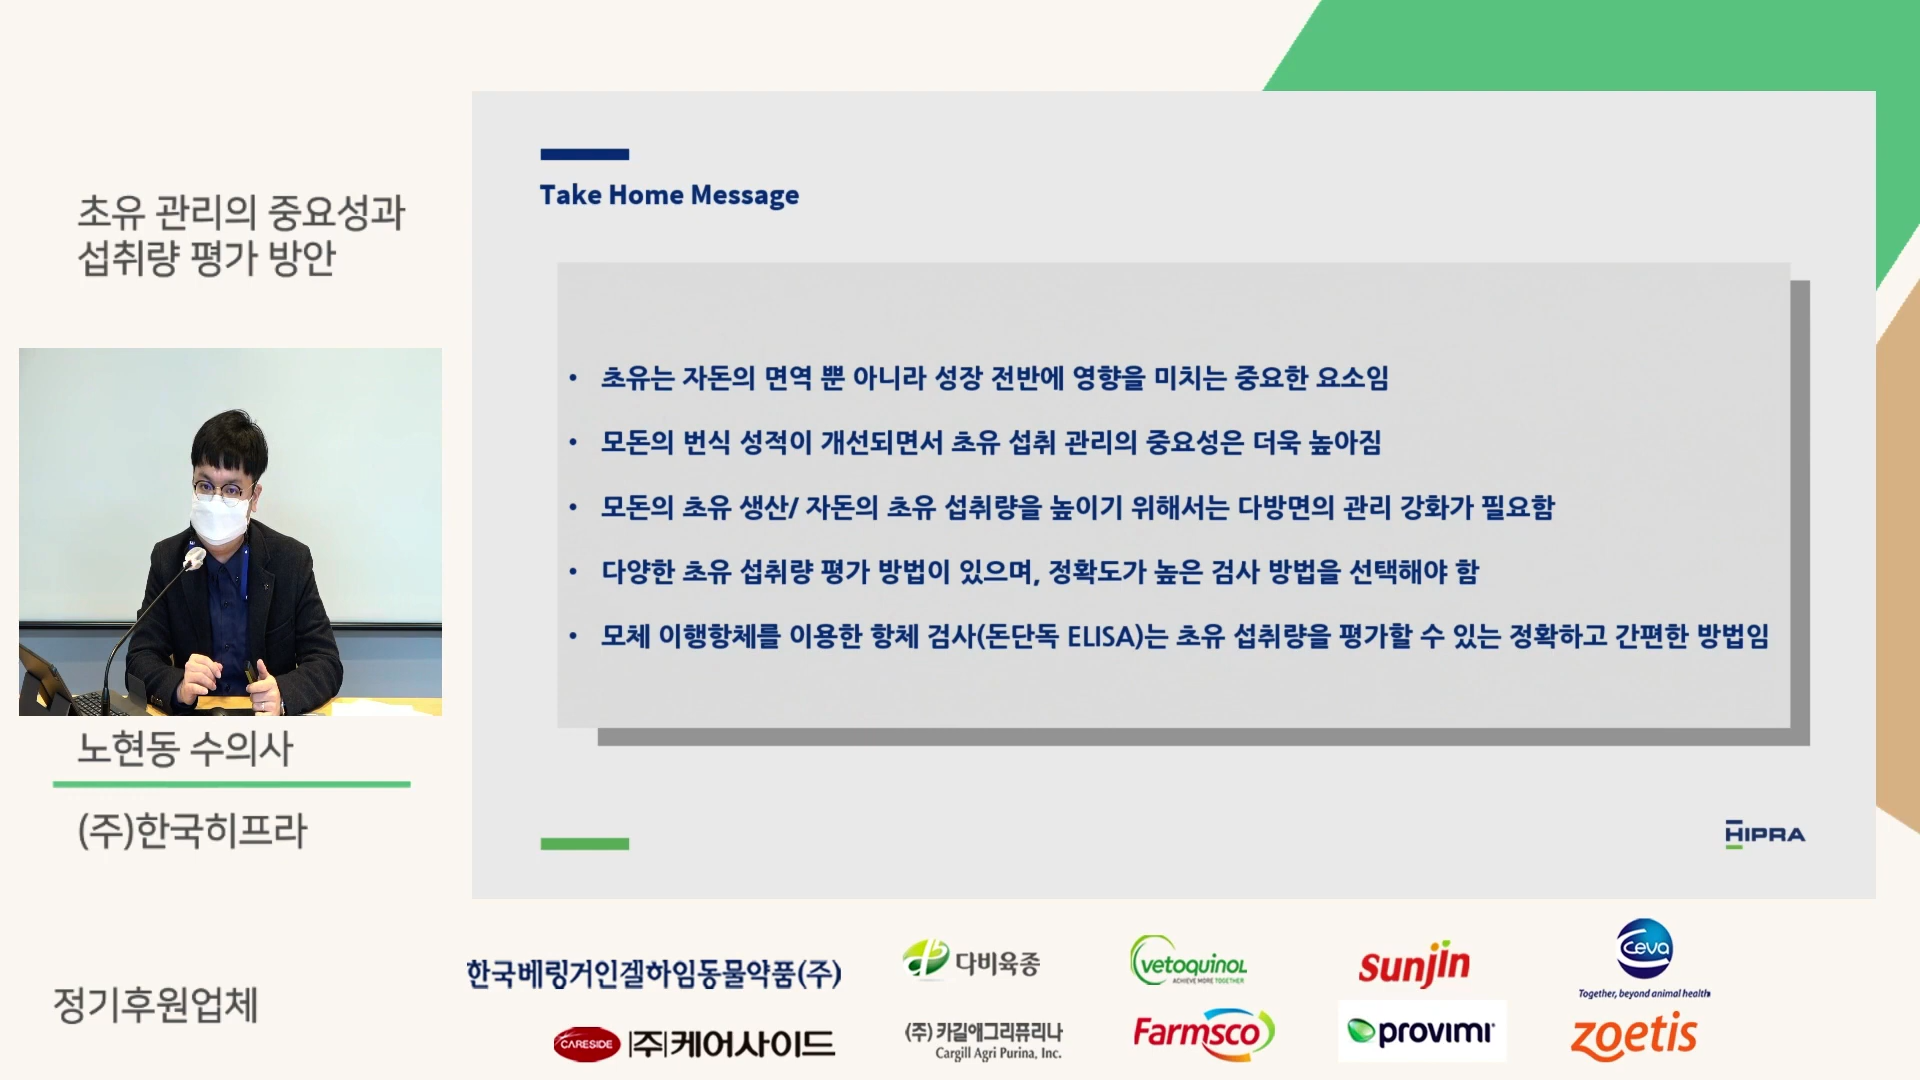 초유 관리의 중요성과
섭취량 평가 방안
노현동 수의사
(주)한국히프라
Take Home Message
• 초유는 자돈의 면역 뿐 아니라 성장 전반에 영향을 미치는 중요한 요소임
• 모돈의 번식 성적이 개선되면서 초유 섭취 관리의 중요성은 더욱 높아짐
• 모돈의 초유 생산/ 자돈의 초유 섭취량을 높이기 위해서는 다방면의 관리 강화가 필요함
• 다양한 초유 섭취량 평가 방법이 있으며, 정확도가 높은 검사 방법을 선택해야 함
• 모체 이행항체를 이용한 항체 검사(돈단독 ELISA)는 초유 섭취량을 평가할 수 있는 정확하고 간편한 방법임
HIPRA
정기후원업체
한국베링거인겔하임동물약품(주)
다비육종
vetoquinol
ACHIEVE MORE TOGETHER
sunjin
ceva
Together, beyond animal health
CARESIDE (주)케어사이드
(주) 카길애그리퓨리나
Cargill Agri Purina, Inc.
Farmsco
provimi
zoetis